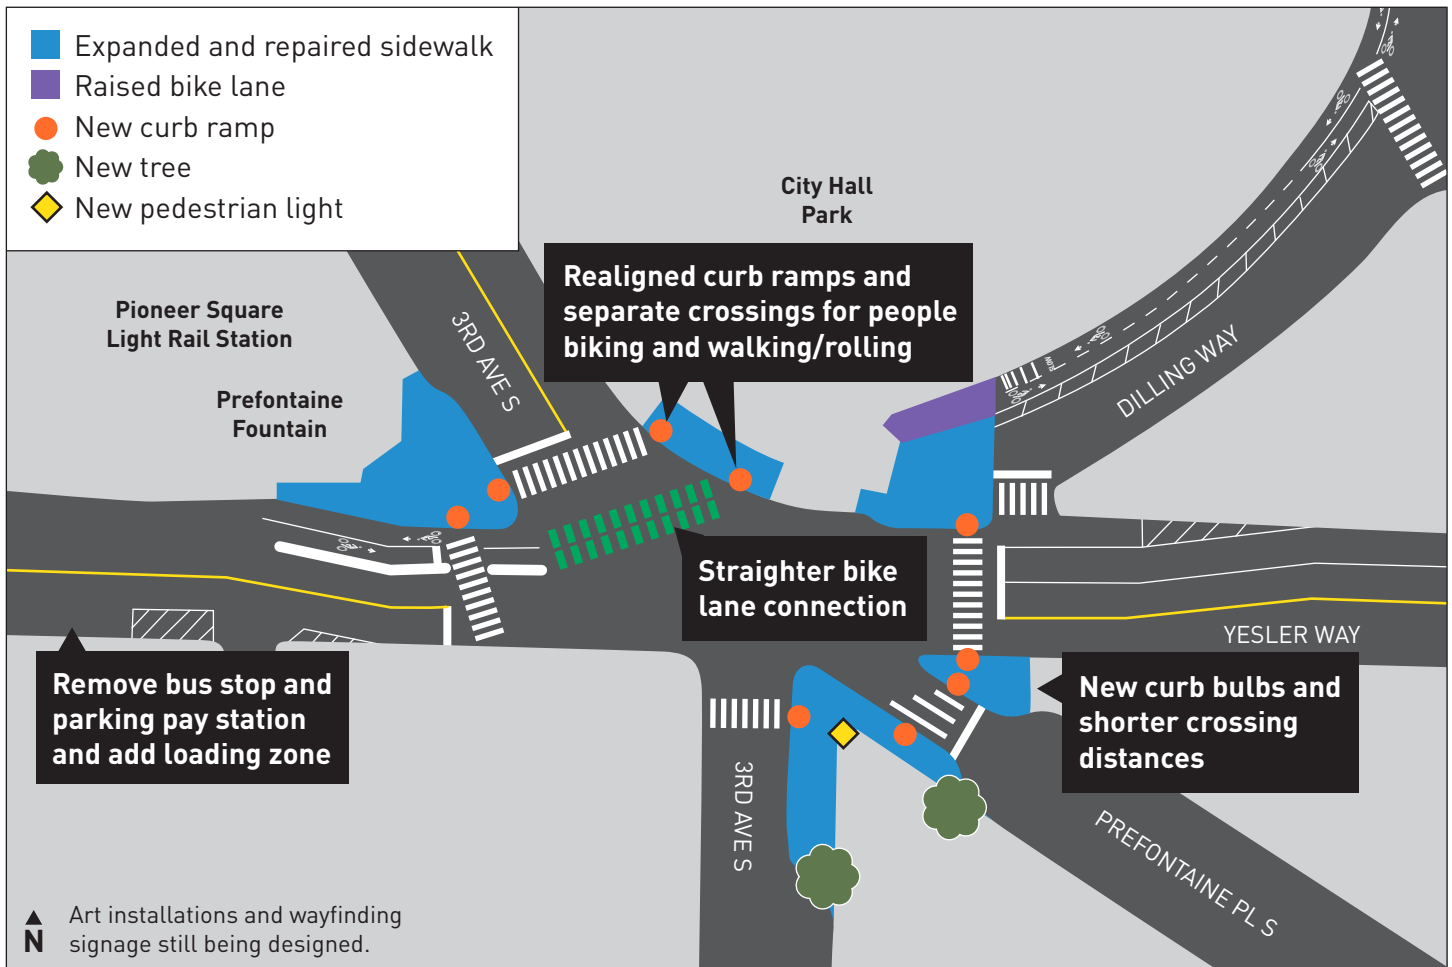 Expanded and repaired sidewalk
Raised bike lane
New curb ramp
New tree
New pedestrian light
City Hall
Park
Realigned curb ramps and
separate crossings for people
biking and walking/rolling
Pioneer Square
Light Rail Station
Prefontaine
Fountain
3RD AVE S
SLOW
DILLING WAY
Straighter bike
lane connection
YESLER WAY
Remove bus stop and
parking pay station
and add loading zone
New curb bulbs and
shorter crossing
distances
3RD AVE S
PREFONTAINE PL S
N
Art installations and wayfinding
signage still being designed.